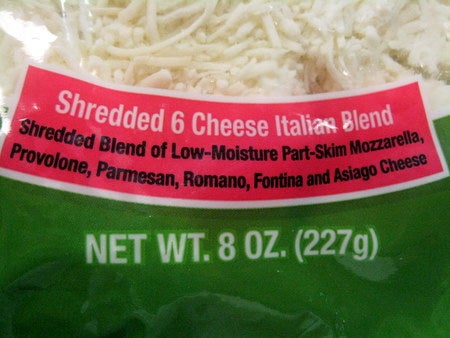 Shredded 6 Cheese Italian Blend
Shredded Blend of Low-Moisture Part-Skim Mozzarella,
Provolone, Parmesan, Romano, Fontina and Asiago Cheese
NET WT. 8 OZ. (227g)